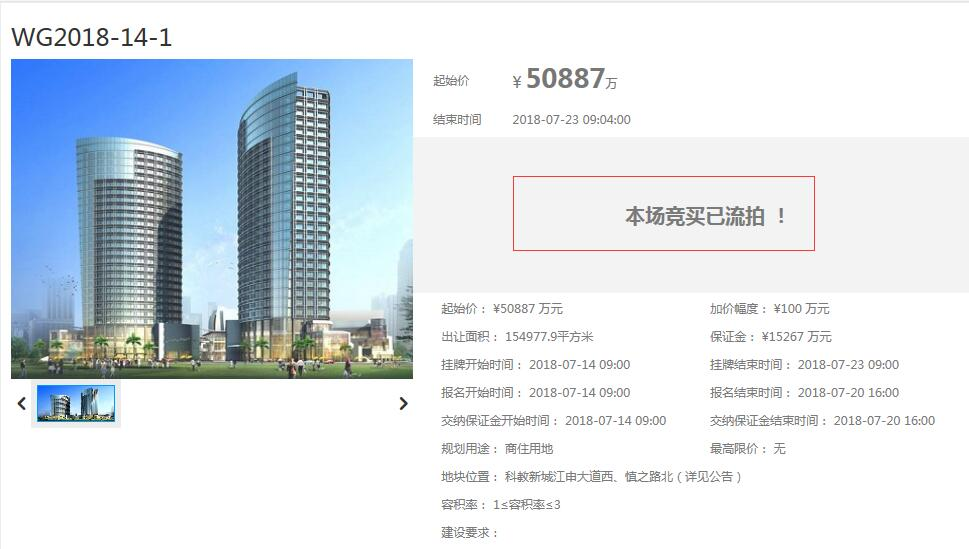 WG2018-14-1
起始价 ¥ 50887万
结束时间 2018-07-23 09:04:00
本场竞买已流拍 ！
起始价： ¥50887 万元 加价幅度： ¥100 万元
出让面积： 154977.9平方米 保证金： ¥15267 万元
挂牌开始时间： 2018-07-14 09:00 挂牌结束时间： 2018-07-23 09:00
报名开始时间： 2018-07-14 09:00 报名结束时间： 2018-07-20 16:00
交纳保证金开始时间： 2018-07-14 09:00 交纳保证金结束时间： 2018-07-20 16:00
规划用途： 商住用地 最高限价： 无
地块位置： 科教新城江申大道西、慎之路北（详见公告）
容积率： 1≤容积率≤3
建设要求：